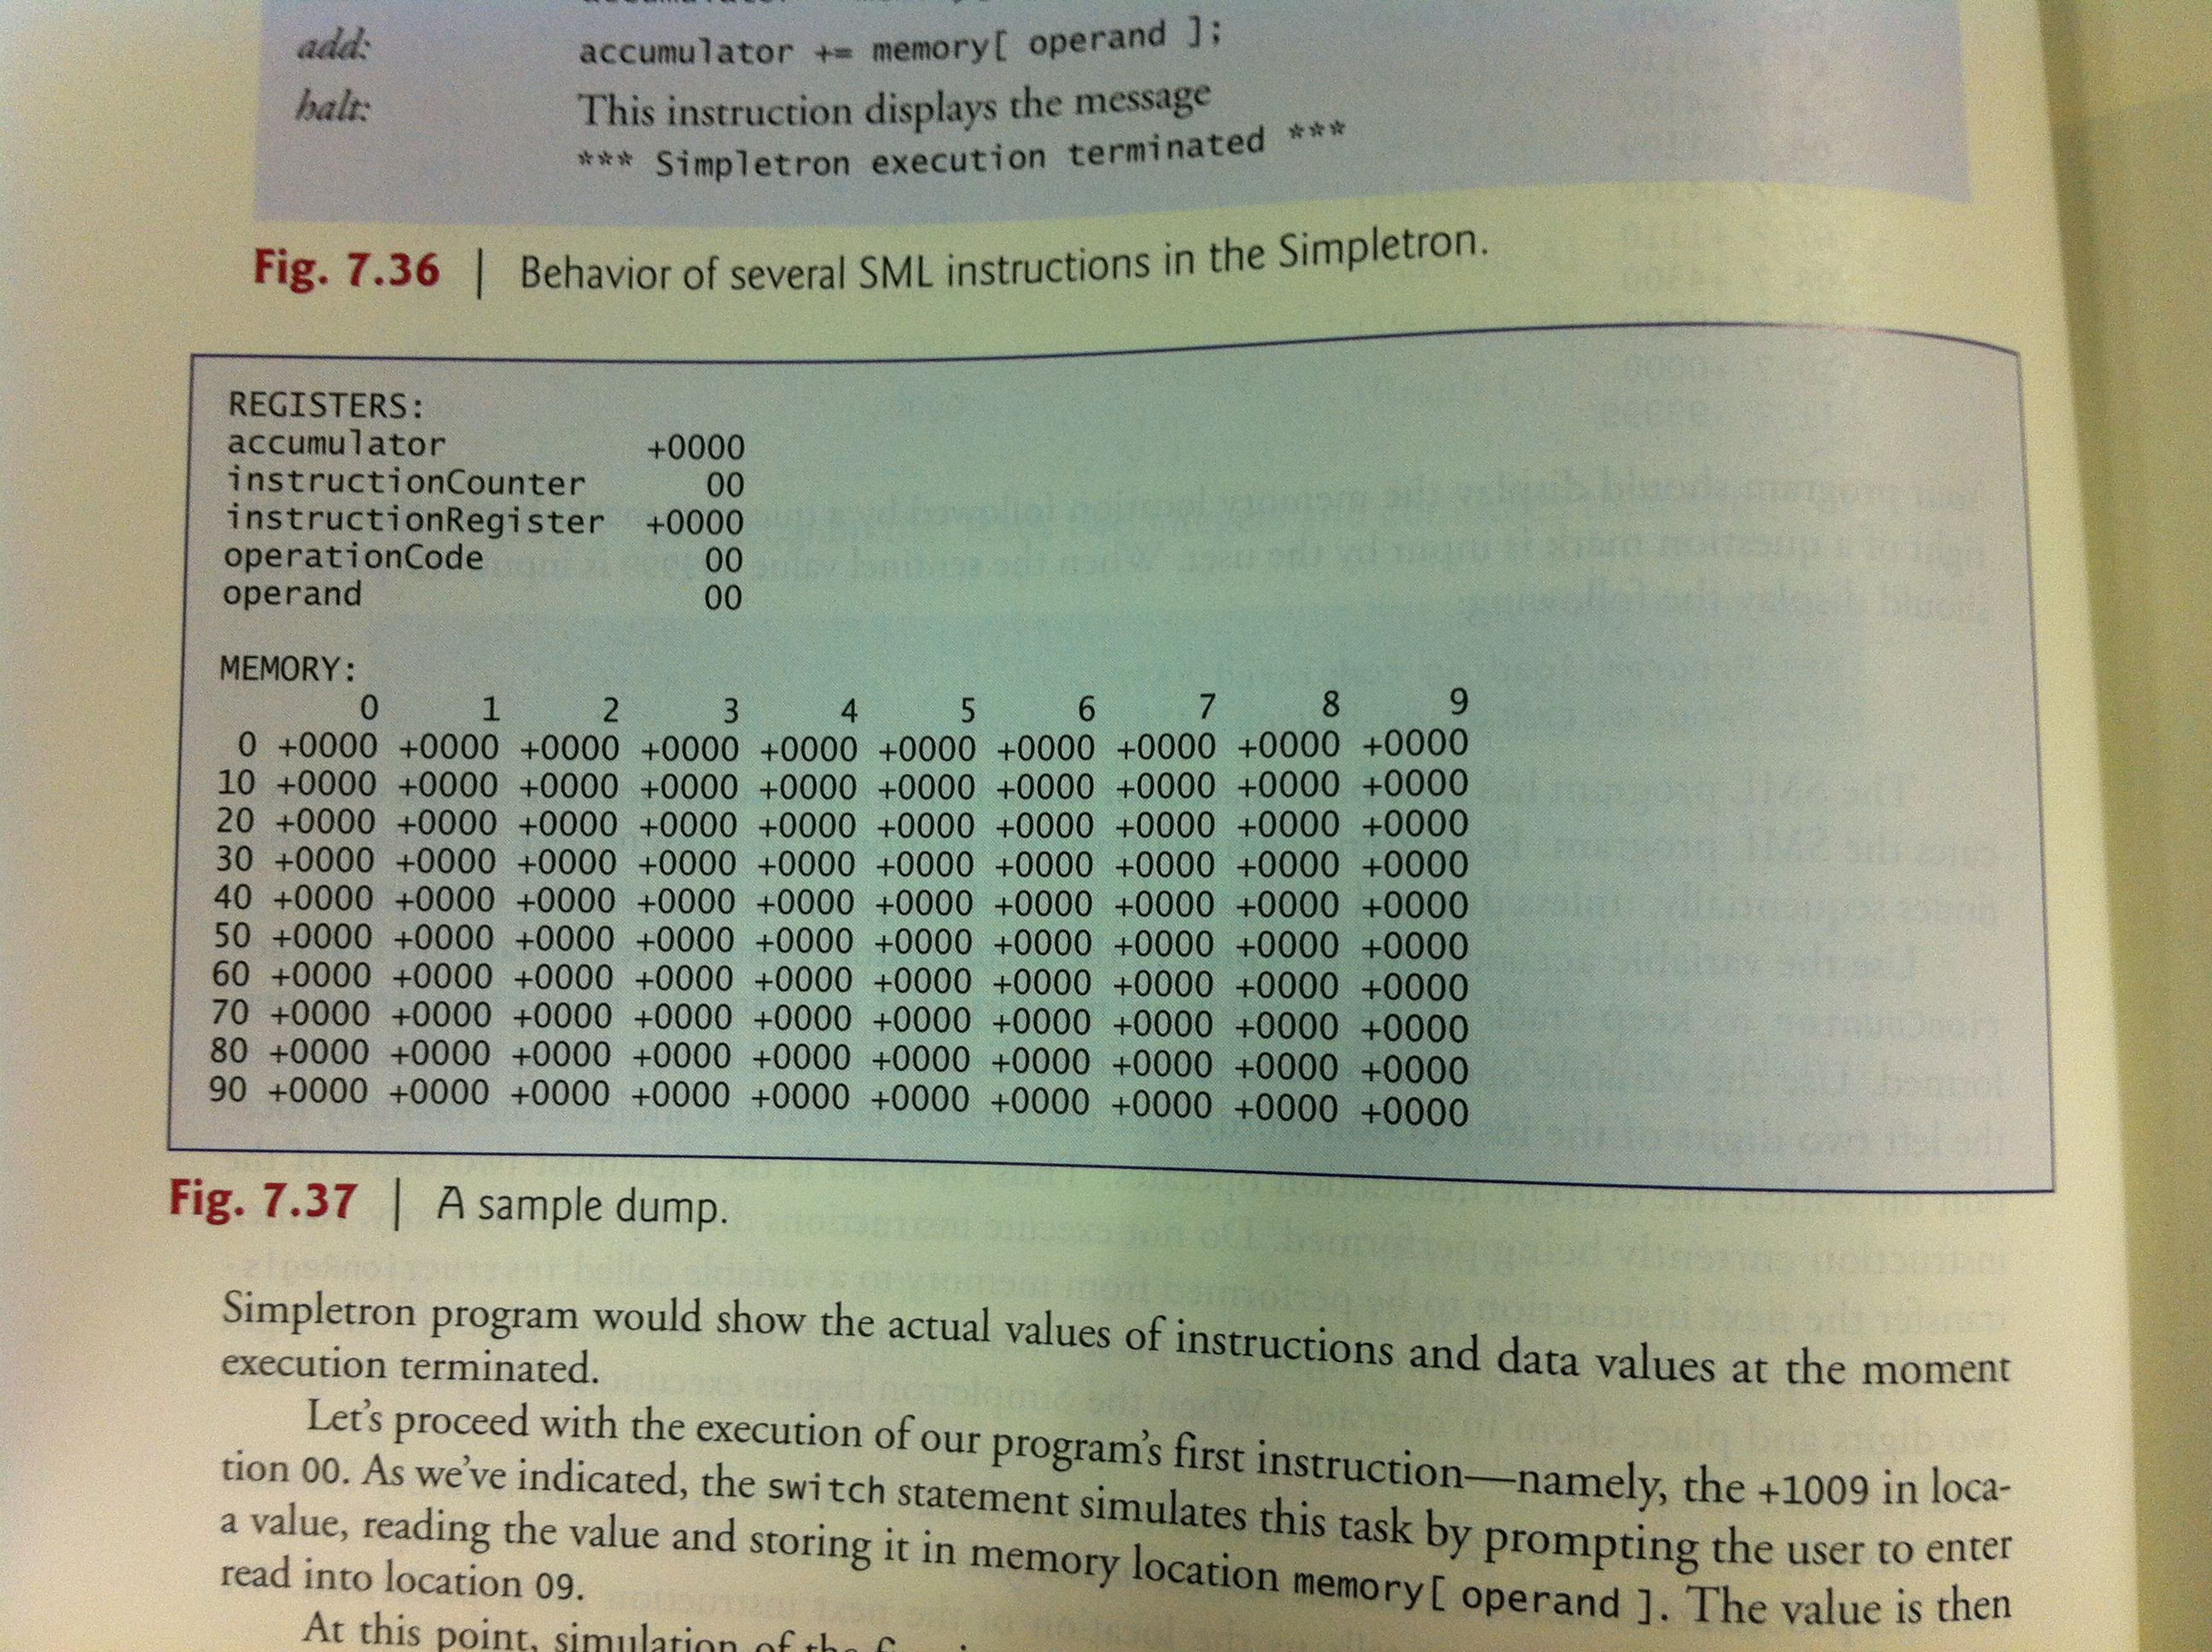 add: accumulator += memory[ operand ];
halt: This instruction displays the message
*** Simpletron execution terminated ***
Fig. 7.36 | Behavior of several SML instructions in the Simpletron.
REGISTERS:
accumulator +0000
instructionCounter 00
instructionRegister +0000
operationCode 00
operand 00
MEMORY:
0 1 2 3 4 5 6 7 8 9
0 +0000 +0000 +0000 +0000 +0000 +0000 +0000 +0000 +0000 +0000
10 +0000 +0000 +0000 +0000 +0000 +0000 +0000 +0000 +0000 +0000
20 +0000 +0000 +0000 +0000 +0000 +0000 +0000 +0000 +0000 +0000
30 +0000 +0000 +0000 +0000 +0000 +0000 +0000 +0000 +0000 +0000
40 +0000 +0000 +0000 +0000 +0000 +0000 +0000 +0000 +0000 +0000
50 +0000 +0000 +0000 +0000 +0000 +0000 +0000 +0000 +0000 +0000
60 +0000 +0000 +0000 +0000 +0000 +0000 +0000 +0000 +0000 +0000
70 +0000 +0000 +0000 +0000 +0000 +0000 +0000 +0000 +0000 +0000
80 +0000 +0000 +0000 +0000 +0000 +0000 +0000 +0000 +0000 +0000
90 +0000 +0000 +0000 +0000 +0000 +0000 +0000 +0000 +0000 +0000
Fig. 7.37 | A sample dump.
Simpletron program would show the actual values of instructions and data values at the moment
execution terminated.
Let's proceed with the execution of our program's first instruction—namely, the +1009 in loca-
tion 00. As we've indicated, the switch statement simulates this task by prompting the user to enter
a value, reading the value and storing it in memory location memory[ operand ]. The value is then
read into location 09.
At this point, simulation of the